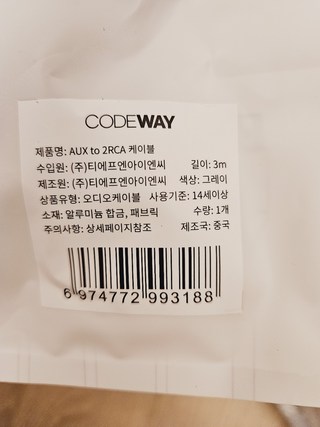 CODEWAY
제품명: AUX to 2RCA 케이블
수입원: (주)티에프엔아이엔씨 길이: 3m
제조원: (주)티에프엔아이엔씨 색상: 그레이
상품유형: 오디오케이블 사용기준: 14세이상
소재: 알루미늄 합금, 패브릭 수량: 1개
주의사항: 상세페이지참조 제조국: 중국
6 974772 993188